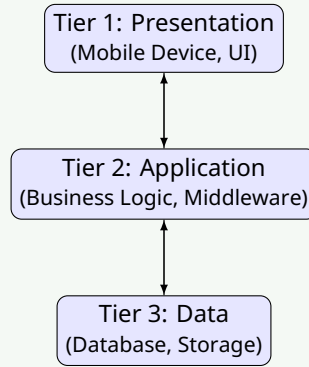 Tier 1: Presentation
(Mobile Device, UI)
Tier 2: Application
(Business Logic, Middleware)
Tier 3: Data
(Database, Storage)